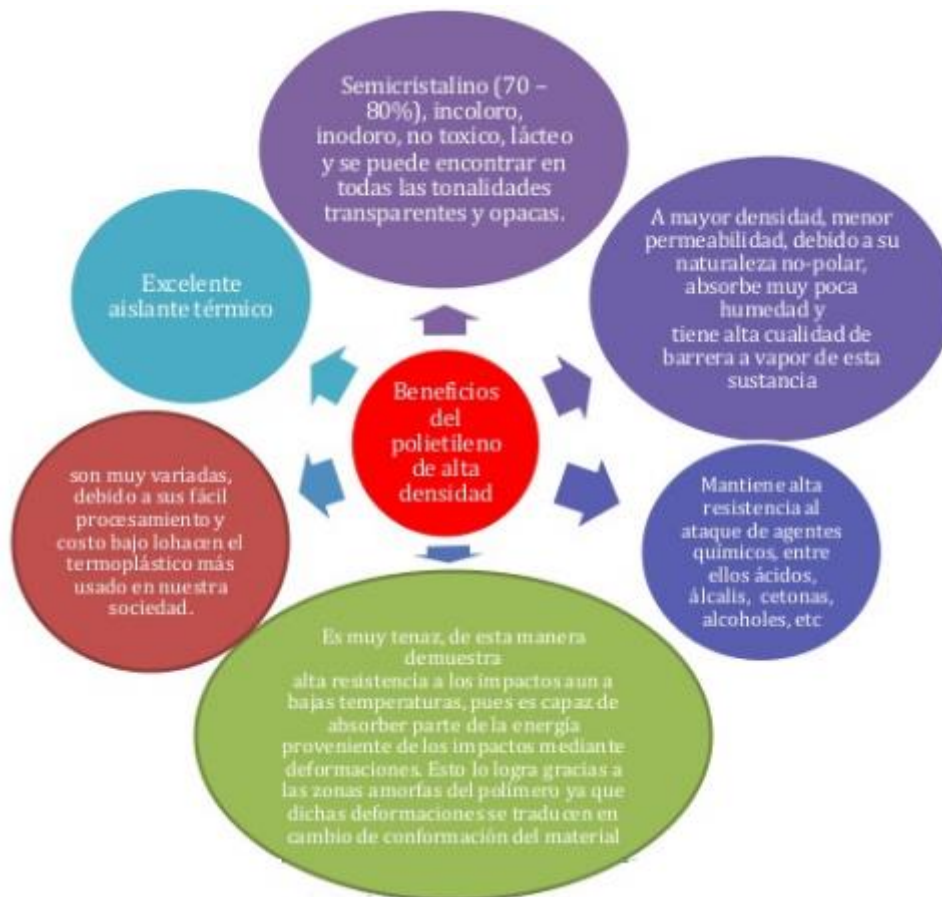 Semicristalino (70 –
80%), incoloro,
inodoro, no toxico, lácteo
y se puede encontrar en
todas las tonalidades
transparentes y opacas.
A mayor densidad, menor
permeabilidad, debido a su
naturaleza no-polar,
absorbe muy poca
humedad y
tiene alta cualidad de
barrera a vapor de esta
sustancia
Excelente
aislante térmico
Beneficios
del
polietileno
de alta
densidad
son muy variadas,
debido a sus fácil
procesamiento y
costo bajo lohacen el
termoplástico más
usado en nuestra
sociedad.
Mantiene alta
resistencia al
ataque de agentes
químicos, entre
ellos ácidos,
álcalis, cetonas,
alcoholes, etc
Es muy tenaz, de esta manera
demuestra
alta resistencia a los impactos aun a
bajas temperaturas, pues es capaz de
absorber parte de la energía
proveniente de los impactos mediante
deformaciones. Esto lo logra gracias a
las zonas amorfas del polímero ya que
dichas deformaciones se traducen en
cambio de conformación del material